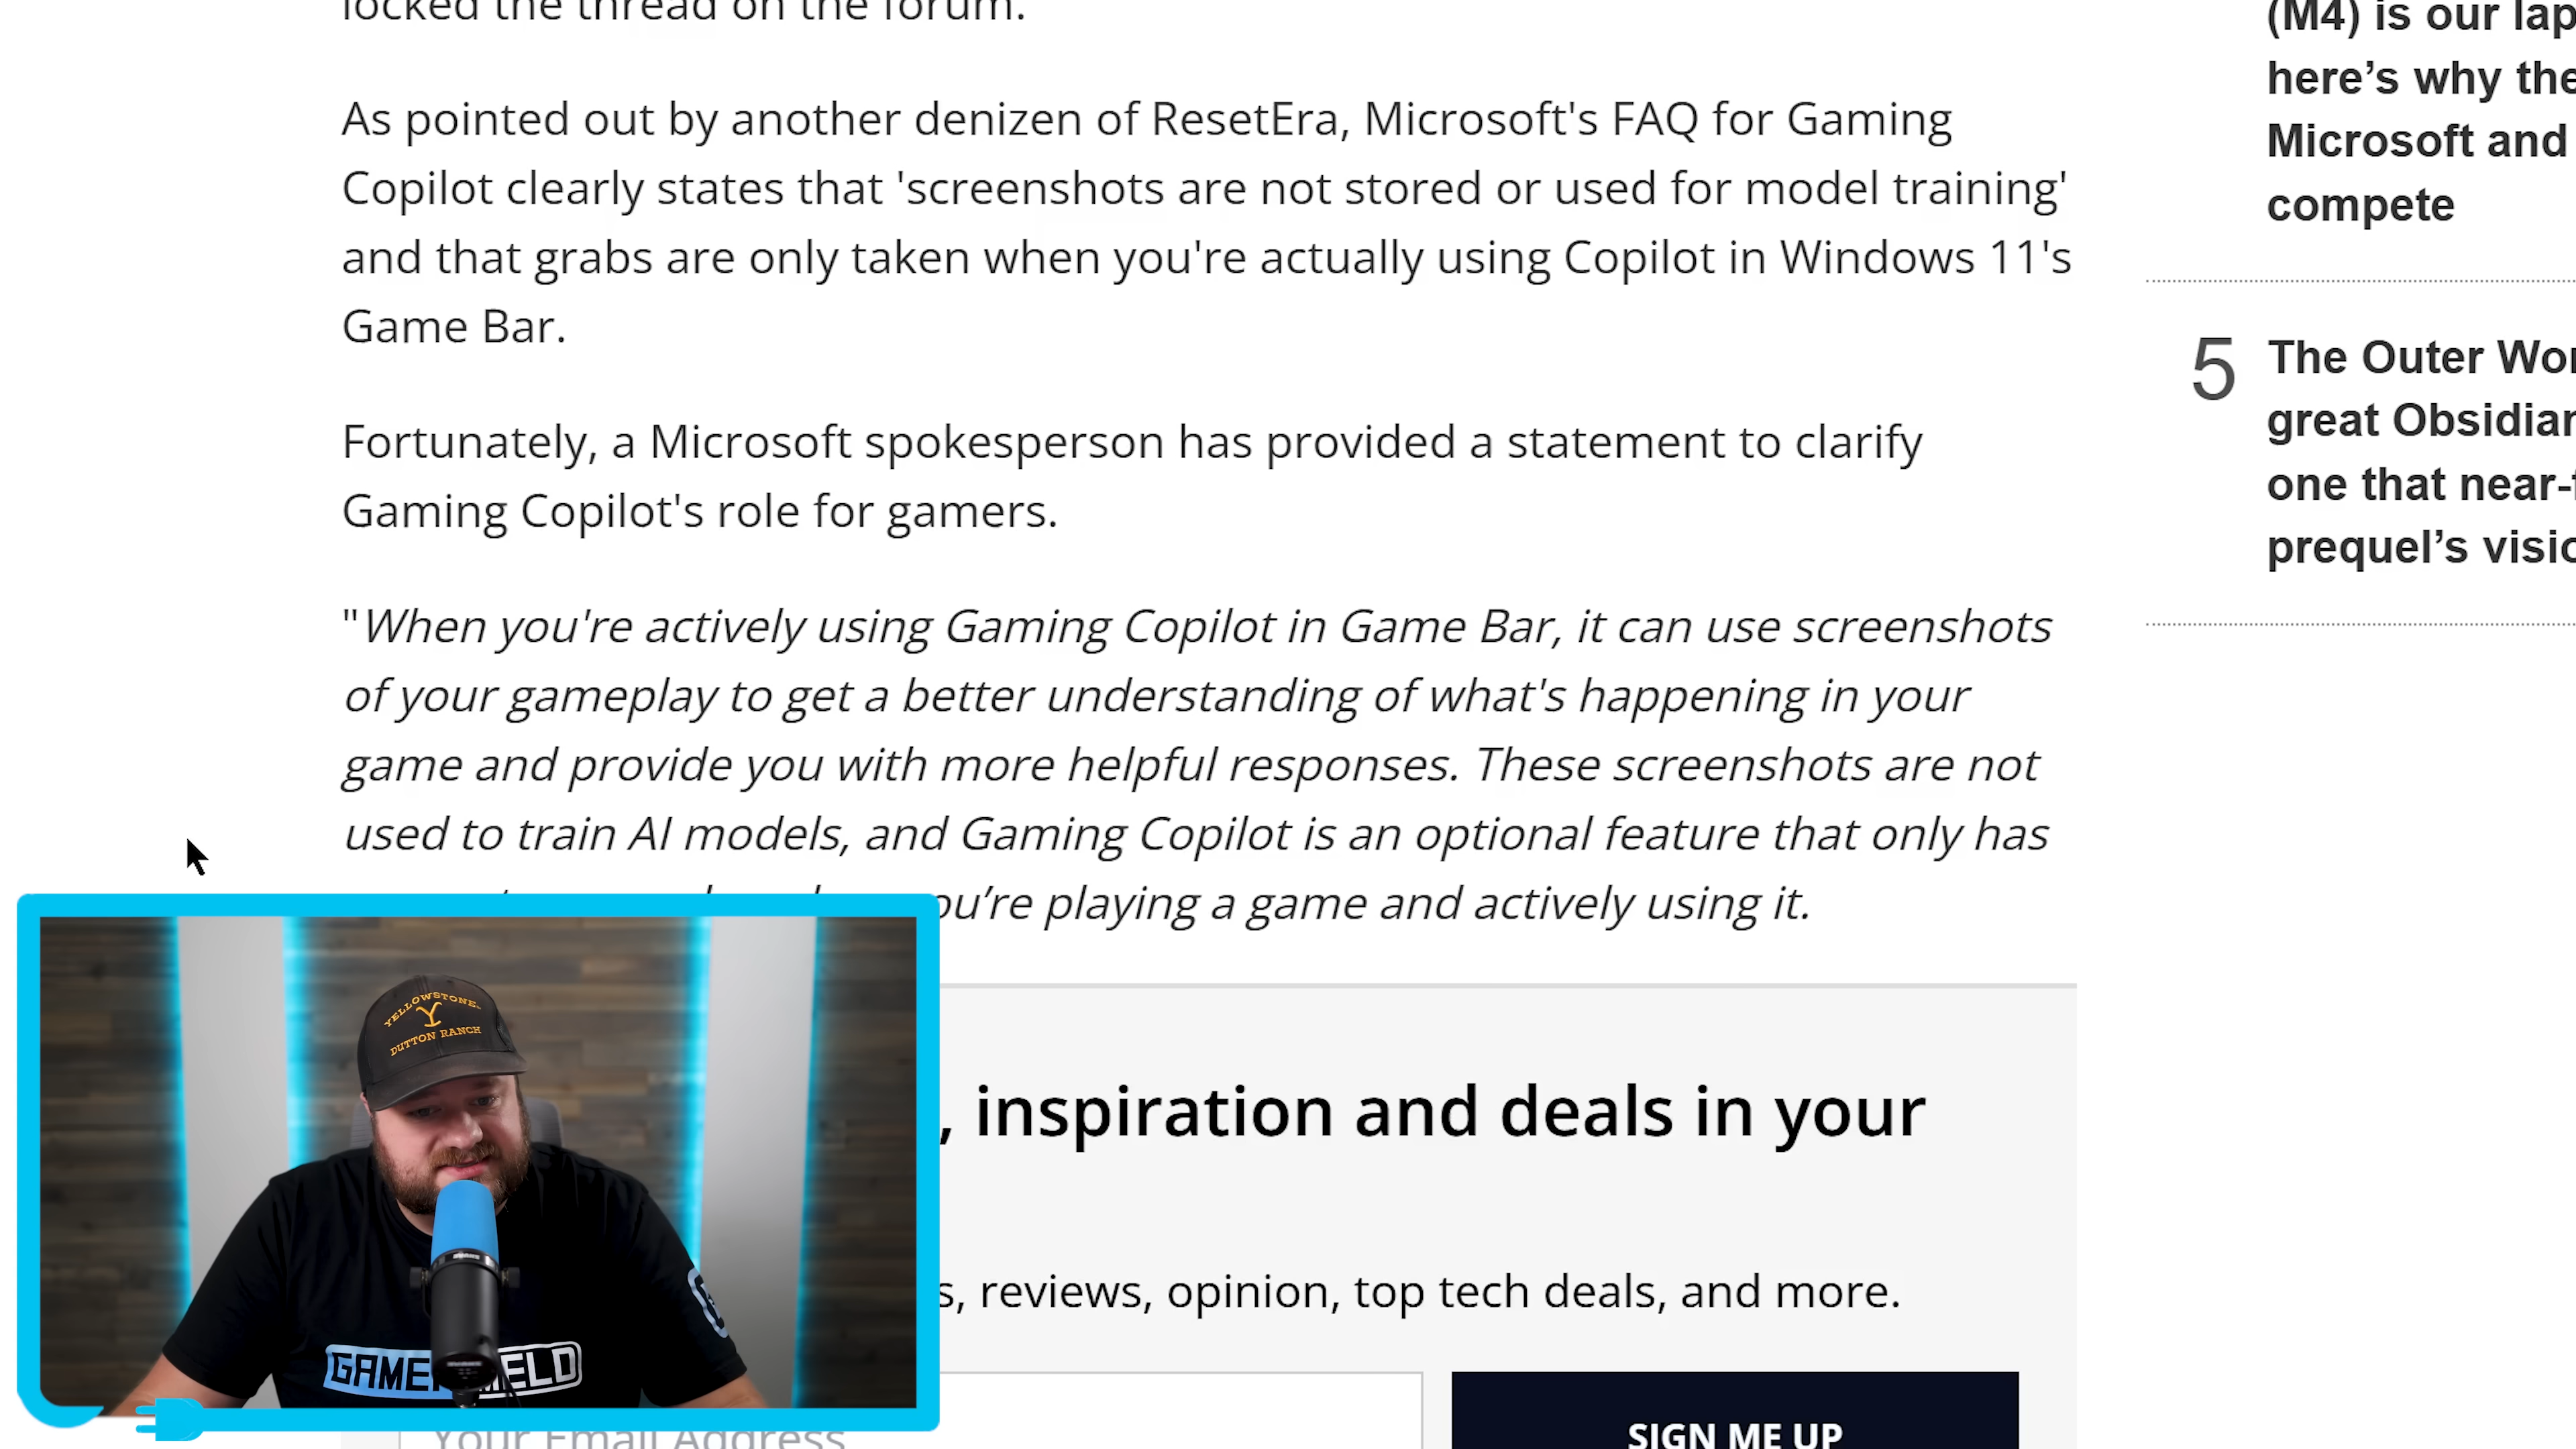 locked the thread on the forum.
As pointed out by another denizen of ResetEra, Microsoft's FAQ for Gaming
Copilot clearly states that 'screenshots are not stored or used for model training'
and that grabs are only taken when you're actually using Copilot in Windows 11's
Game Bar.
Fortunately, a Microsoft spokesperson has provided a statement to clarify
Gaming Copilot's role for gamers.
"When you're actively using Gaming Copilot in Game Bar, it can use screenshots
of your gameplay to get a better understanding of what's happening in your
game and provide you with more helpful responses. These screenshots are not
used to train AI models, and Gaming Copilot is an optional feature that only has
ou’re playing a game and actively using it.
, inspiration and deals in your
s, reviews, opinion, top tech deals, and more.
Your Email Address
SIGN ME UP
(M4) is our lap
here’s why the
Microsoft and
compete
5
The Outer Wor
great Obsidian
one that near-f
prequel’s visio
YELLOWSTONE
Y
DUTTON RANCH
GAME
ELD